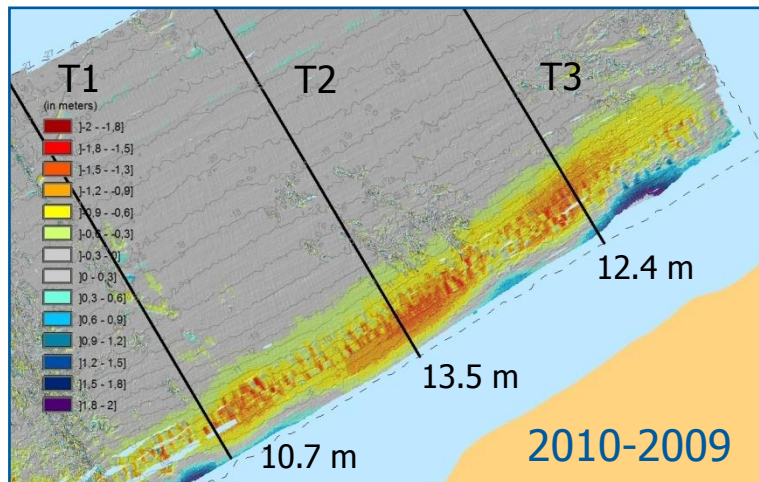 T1
T2
T3
(in meters)
]-2 - -1,8]
]-1,8 - -1,5]
]-1,5 - -1,3]
]-1,2 - -0,9]
]-0,9 - -0,6]
]-0,6 - -0,3]
]-0,3 - 0]
]0 - 0,3]
]0,3 - 0,6]
]0,6 - 0,9]
]0,9 - 1,2]
]1,2 - 1,5]
]1,5 - 1,8]
]1,8 - 2]
12.4 m
13.5 m
10.7 m
2010-2009